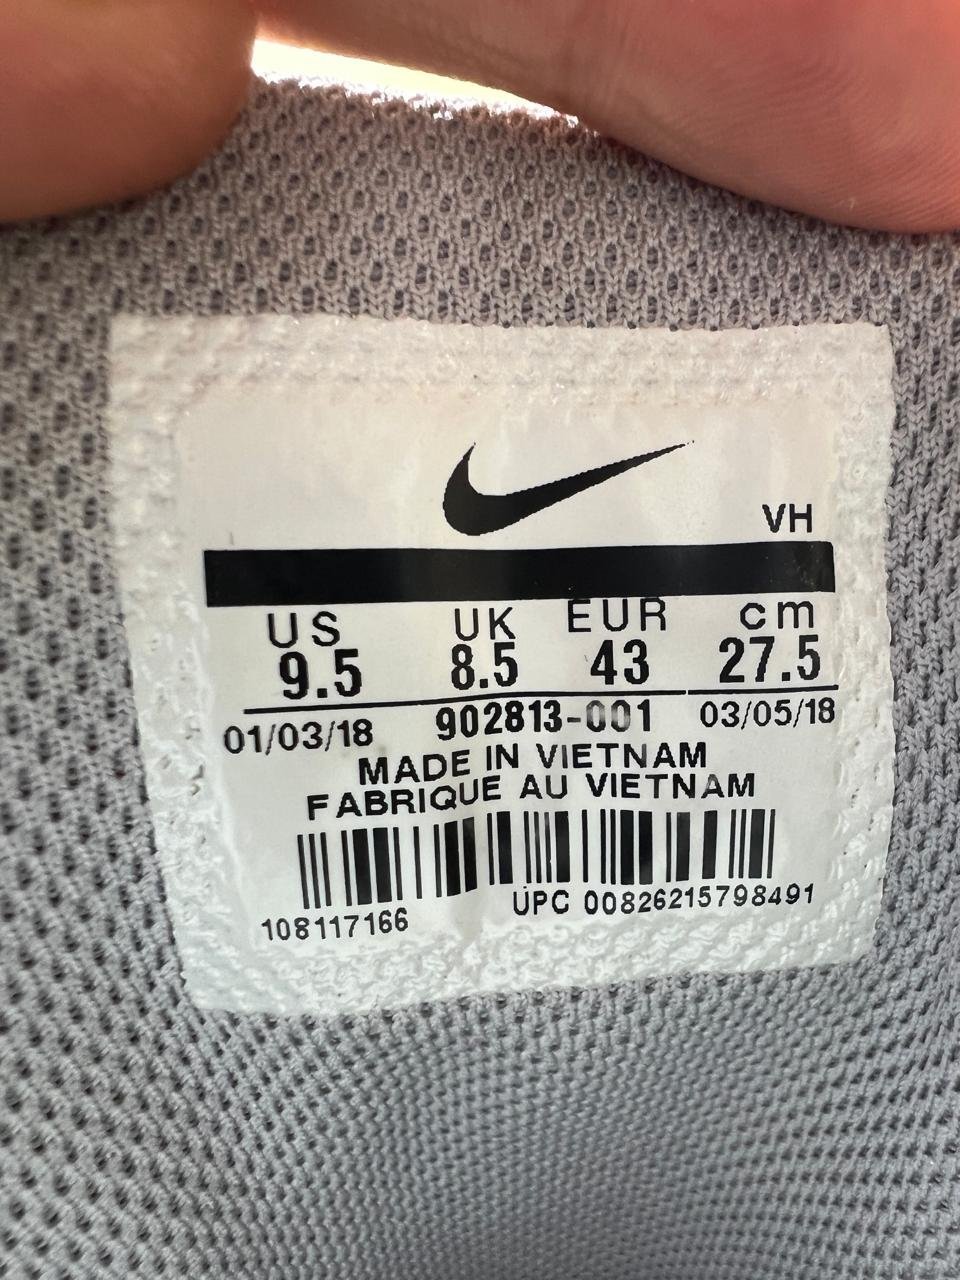 VH
US UK EUR cm
9.5 8.5 43 27.5
01/03/18 902813-001 03/05/18
MADE IN VIETNAM
FABRIQUE AU VIETNAM
108117166 UPC 00826215798491